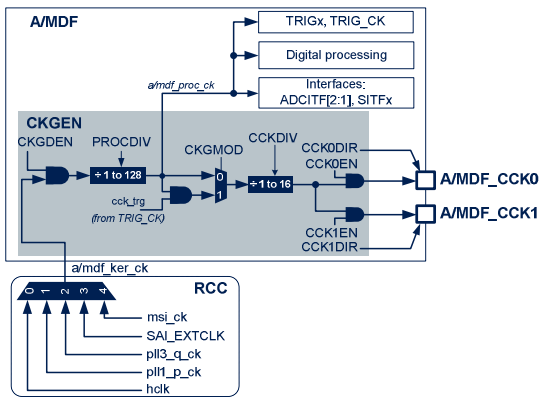 A/MDF
TRIGx, TRIG_CK
Digital processing
a/mdf_proc_ck
Interfaces:
ADCITF[2:1], SITFx
CKGEN
CKGDEN
PROCDIV
CKGMOD
CCKDIV
CCK0DIR
CCK0EN
÷ 1 to 128
0
1
÷ 1 to 16
A/MDF_CCK0
cck_trg
(from TRIG_CK)
A/MDF_CCK1
CCK1EN
CCK1DIR
a/mdf_ker_ck
RCC
0 1 2 3 4
msi_ck
SAI_EXTCLK
pll3_q_ck
pll1_p_ck
hclk